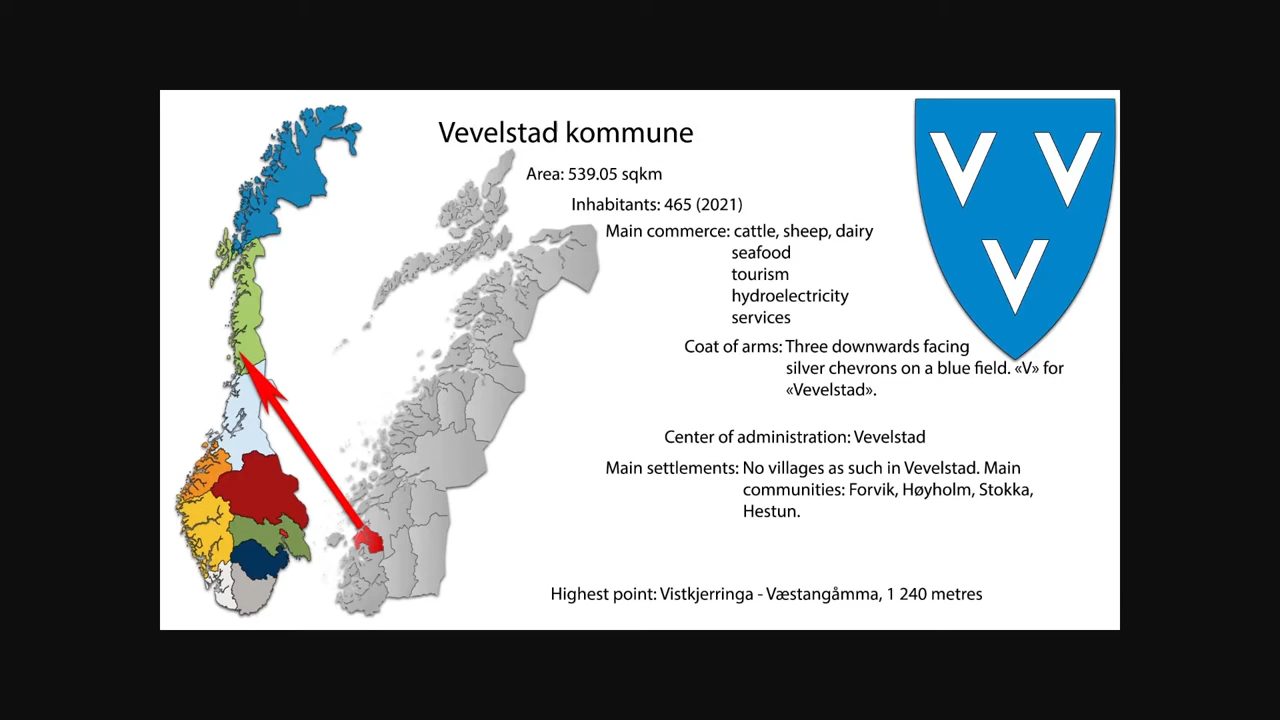 Vevelstad kommune
Area: 539.05 sqkm
Inhabitants: 465 (2021)
Main commerce: cattle, sheep, dairy
seafood
tourism
hydroelectricity
services
Coat of arms: Three downwards facing
silver chevrons on a blue field. «V» for
«Vevelstad».
Center of administration: Vevelstad
Main settlements: No villages as such in Vevelstad. Main
communities: Forvik, Høyholm, Stokka,
Hestun.
Highest point: Vistkjerringa - Væstangåmma, 1 240 metres